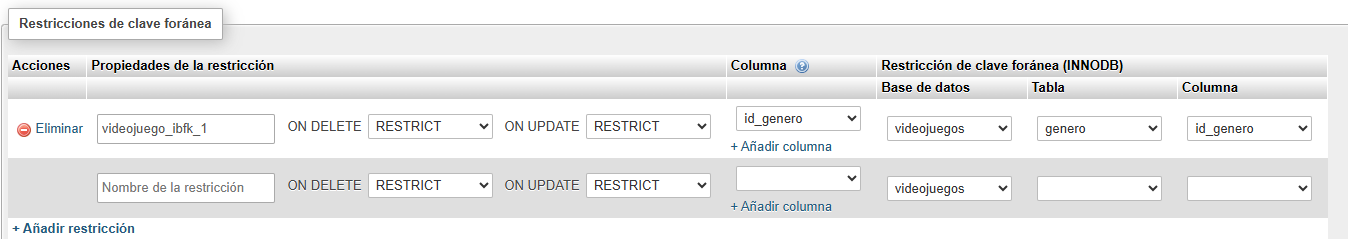 Restricciones de clave foránea
Acciones Propiedades de la restricción Columna Restricción de clave foránea (INNODB)
Base de datos Tabla Columna
Eliminar videojuego_ibfk_1 ON DELETE RESTRICT ON UPDATE RESTRICT id_genero videojuegos genero id_genero
+ Añadir columna
Nombre de la restricción ON DELETE RESTRICT ON UPDATE RESTRICT videojuegos
+ Añadir columna
+ Añadir restricción